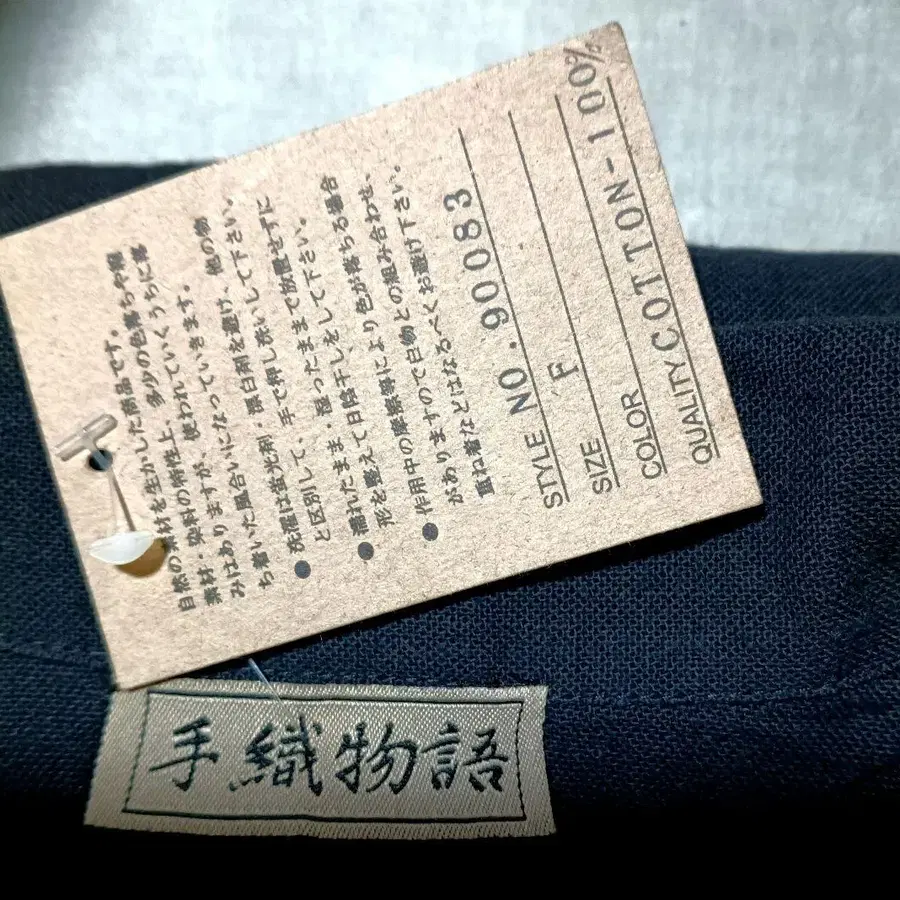 自然の素材を生かした商品です。
素材・染料の特性上、多少の色落ちや縮
みはありますが、使われていくうちに落
ち着いた風合いになっていきます。
● 洗濯は蛍光剤・漂白剤を避け、他の物
と区別して、手で押し洗いして下さい。
● 濡れたまま・湿ったままで放置せずに
形を整えて日陰干しをして下さい。
● 作用中の摩擦等により色が落ちる場合
がありますので白物との組み合わせ、
重ね着などはなるべくお避け下さい。
STYLE NO.90083
SIZE F
COLOR
QUALITY COTTON-100%
手織物語